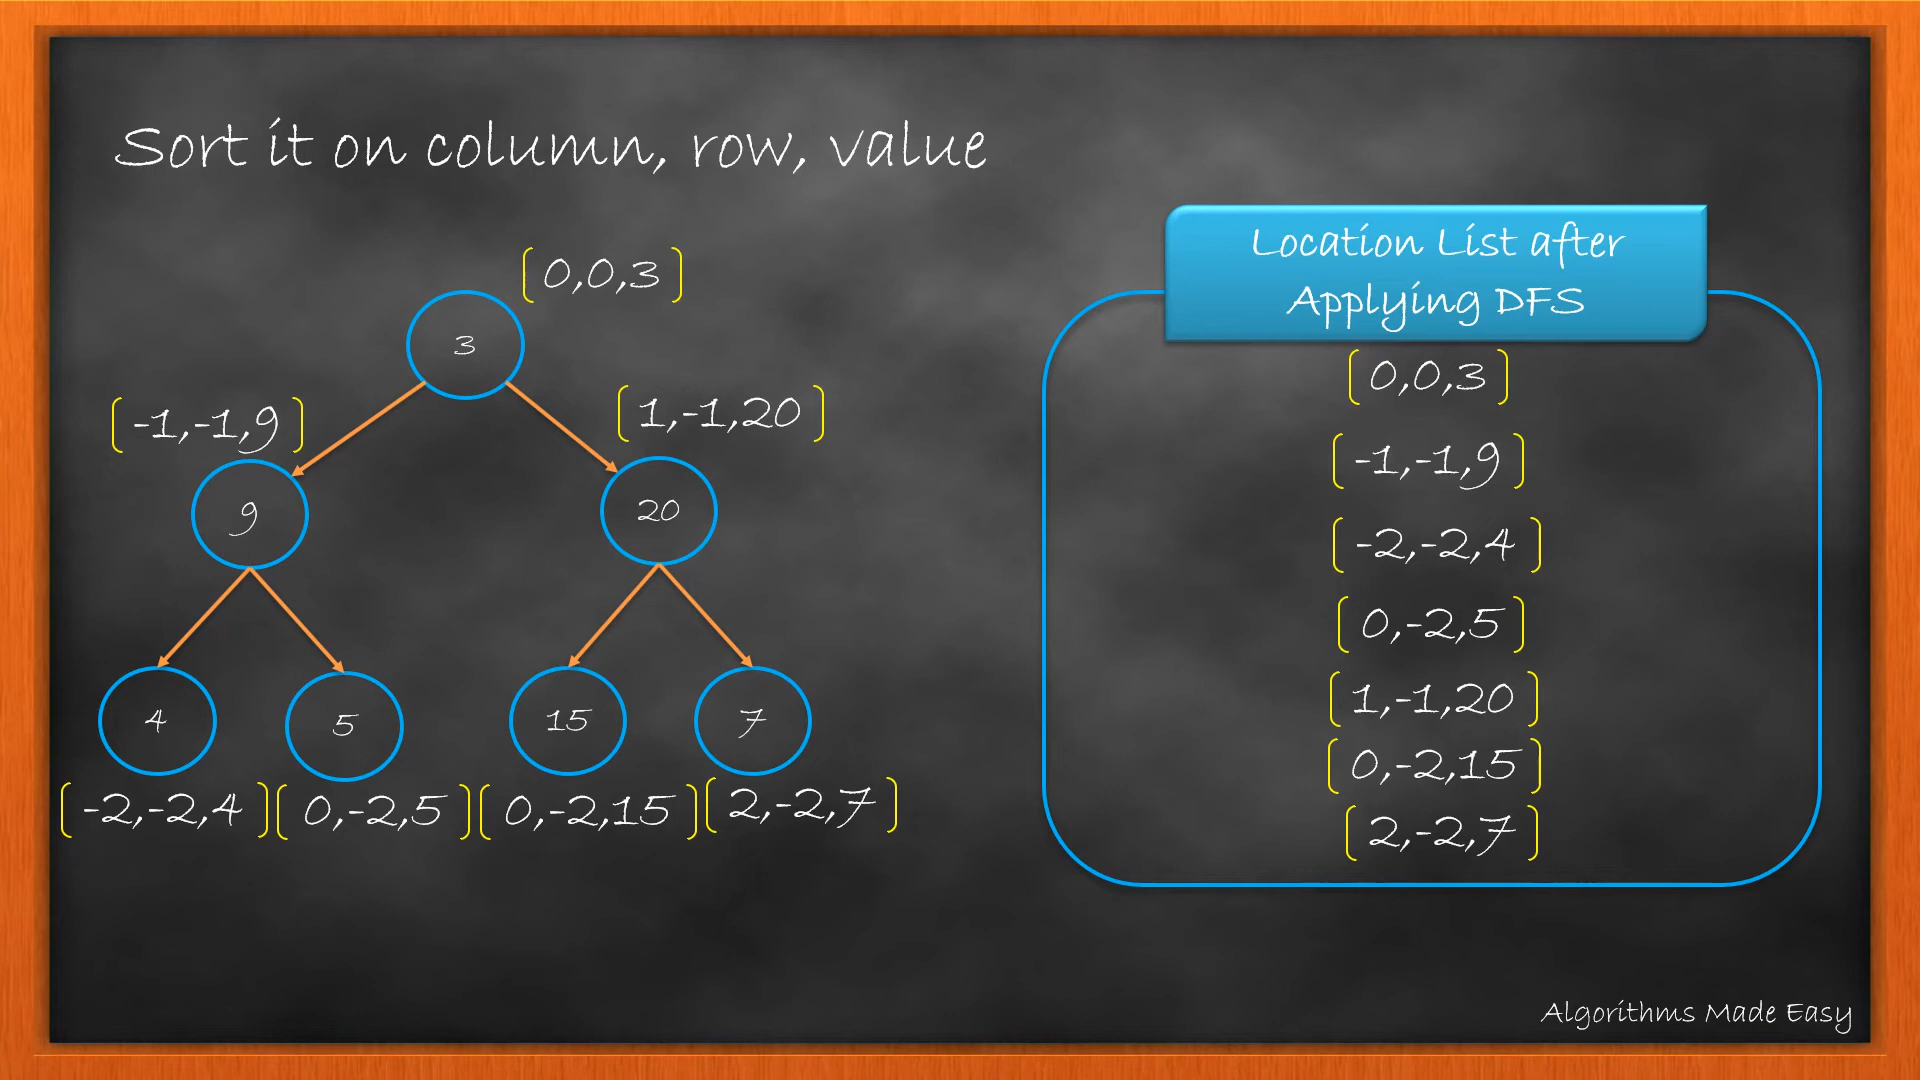 Sort it on column, row, value
[ 0,0,3 ]
3
[ -1,-1,9 ]
[ 1,-1,20 ]
9
20
4
5
15
7
[ -2,-2,4 ] [ 0,-2,5 ] [ 0,-2,15 ] [ 2,-2,7 ]
Location List after
Applying DFS
[ 0,0,3 ]
[ -1,-1,9 ]
[ -2,-2,4 ]
[ 0,-2,5 ]
[ 1,-1,20 ]
[ 0,-2,15 ]
[ 2,-2,7 ]
Algorithms Made Easy